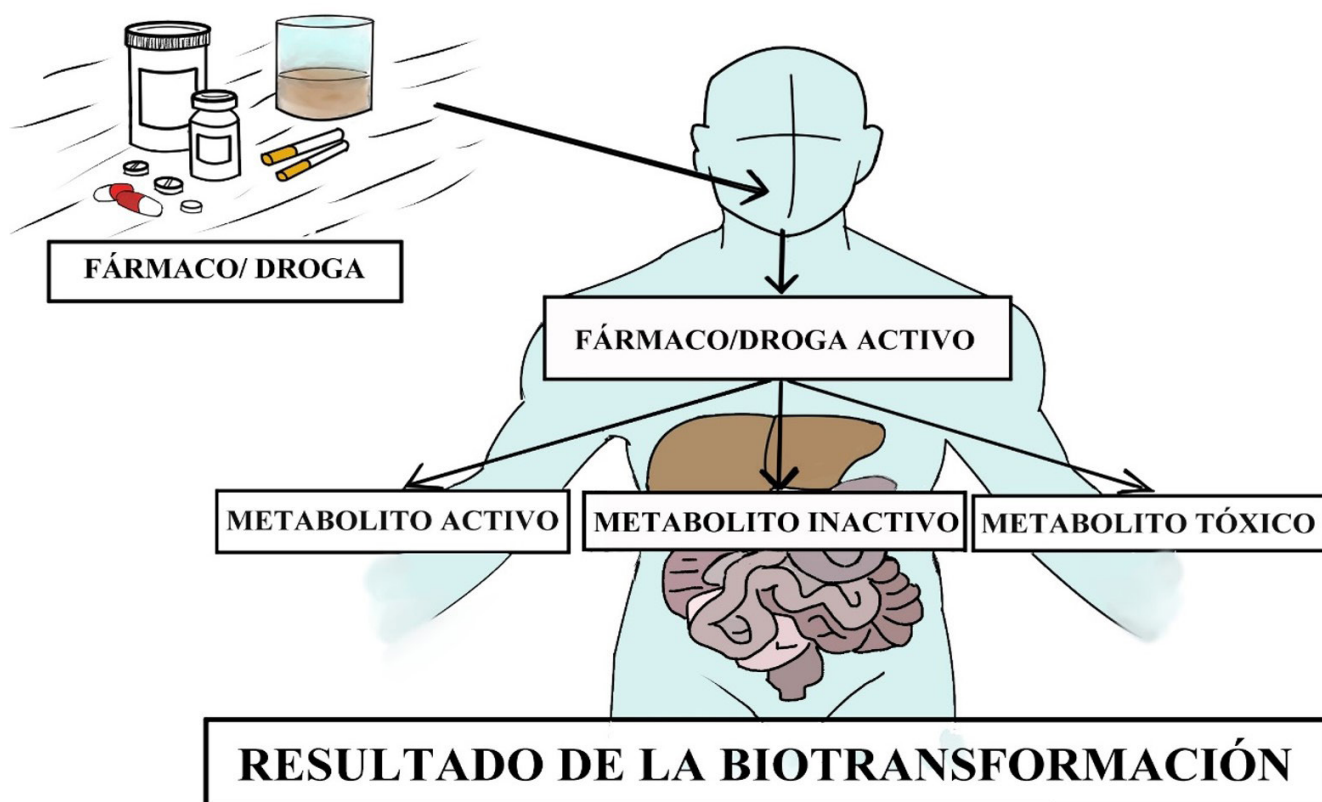 FÁRMACO/ DROGA
FÁRMACO/DROGA ACTIVO
METABOLITO ACTIVO
METABOLITO INACTIVO
METABOLITO TÓXICO
RESULTADO DE LA BIOTRANSFORMACIÓN